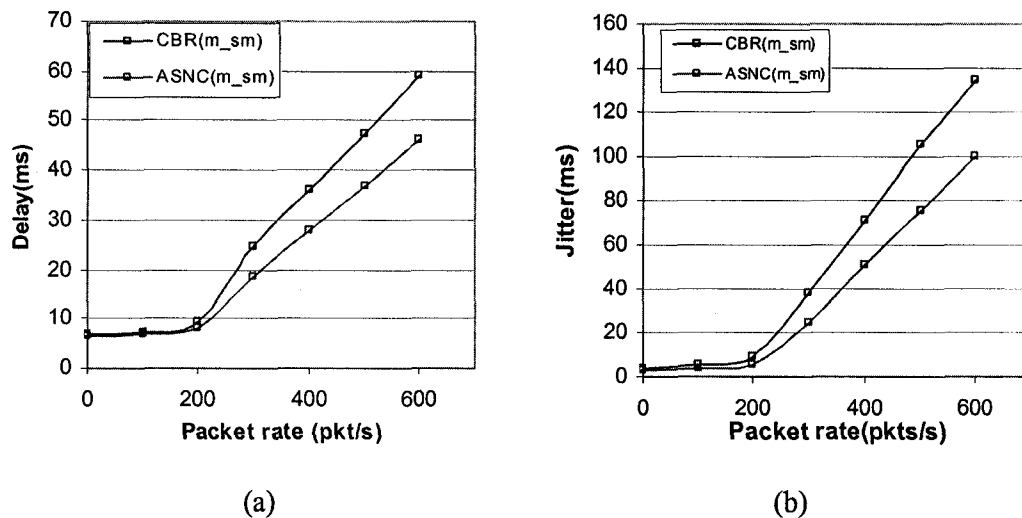 70
60
50
40
30
20
10
0
Delay(ms)
CBR(m_sm)
ASNC(m_sm)
0 200 400 600
Packet rate (pkt/s)
(a)
160
140
120
100
80
60
40
20
0
Jitter(ms)
CBR(m_sm)
ASNC(m_sm)
0 200 400 600
Packet rate(pkts/s)
(b)